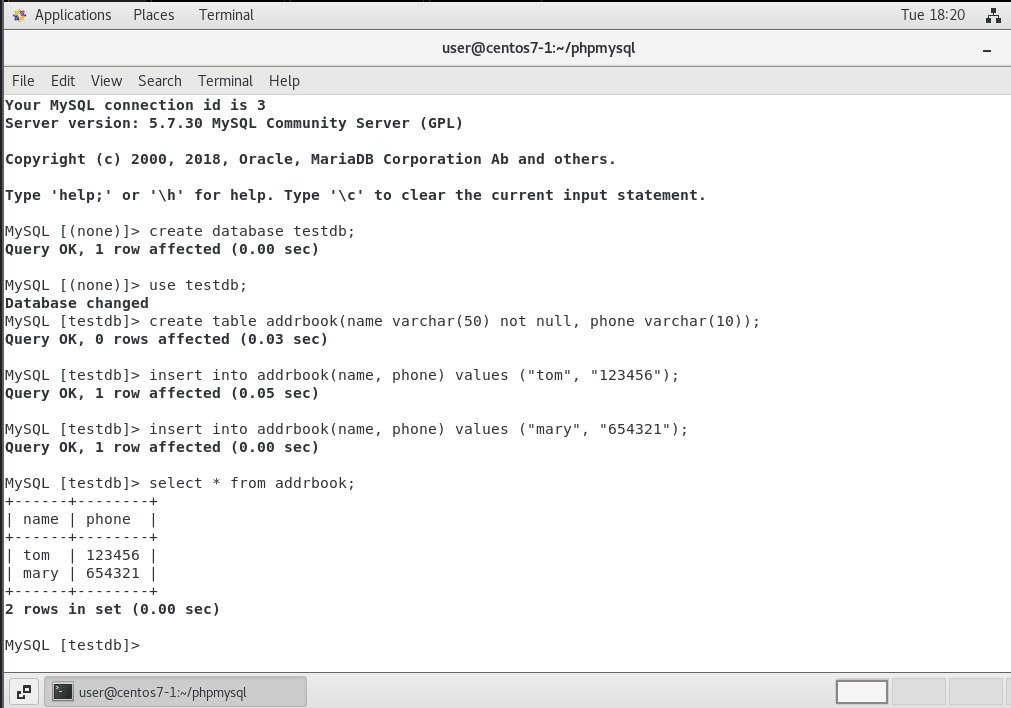 Applications Places Terminal Tue 18:20
user@centos7-1:~/phpmysql
File Edit View Search Terminal Help
Your MySQL connection id is 3
Server version: 5.7.30 MySQL Community Server (GPL)
Copyright (c) 2000, 2018, Oracle, MariaDB Corporation Ab and others.
Type 'help;' or '\h' for help. Type '\c' to clear the current input statement.
MySQL [(none)]> create database testdb;
Query OK, 1 row affected (0.00 sec)
MySQL [(none)]> use testdb;
Database changed
MySQL [testdb]> create table addrbook(name varchar(50) not null, phone varchar(10));
Query OK, 0 rows affected (0.03 sec)
MySQL [testdb]> insert into addrbook(name, phone) values ("tom", "123456");
Query OK, 1 row affected (0.05 sec)
MySQL [testdb]> insert into addrbook(name, phone) values ("mary", "654321");
Query OK, 1 row affected (0.00 sec)
MySQL [testdb]> select * from addrbook;
+------+--------+
| name | phone  |
+------+--------+
| tom  | 123456 |
| mary | 654321 |
+------+--------+
2 rows in set (0.00 sec)
MySQL [testdb]>
user@centos7-1:~/phpmysql